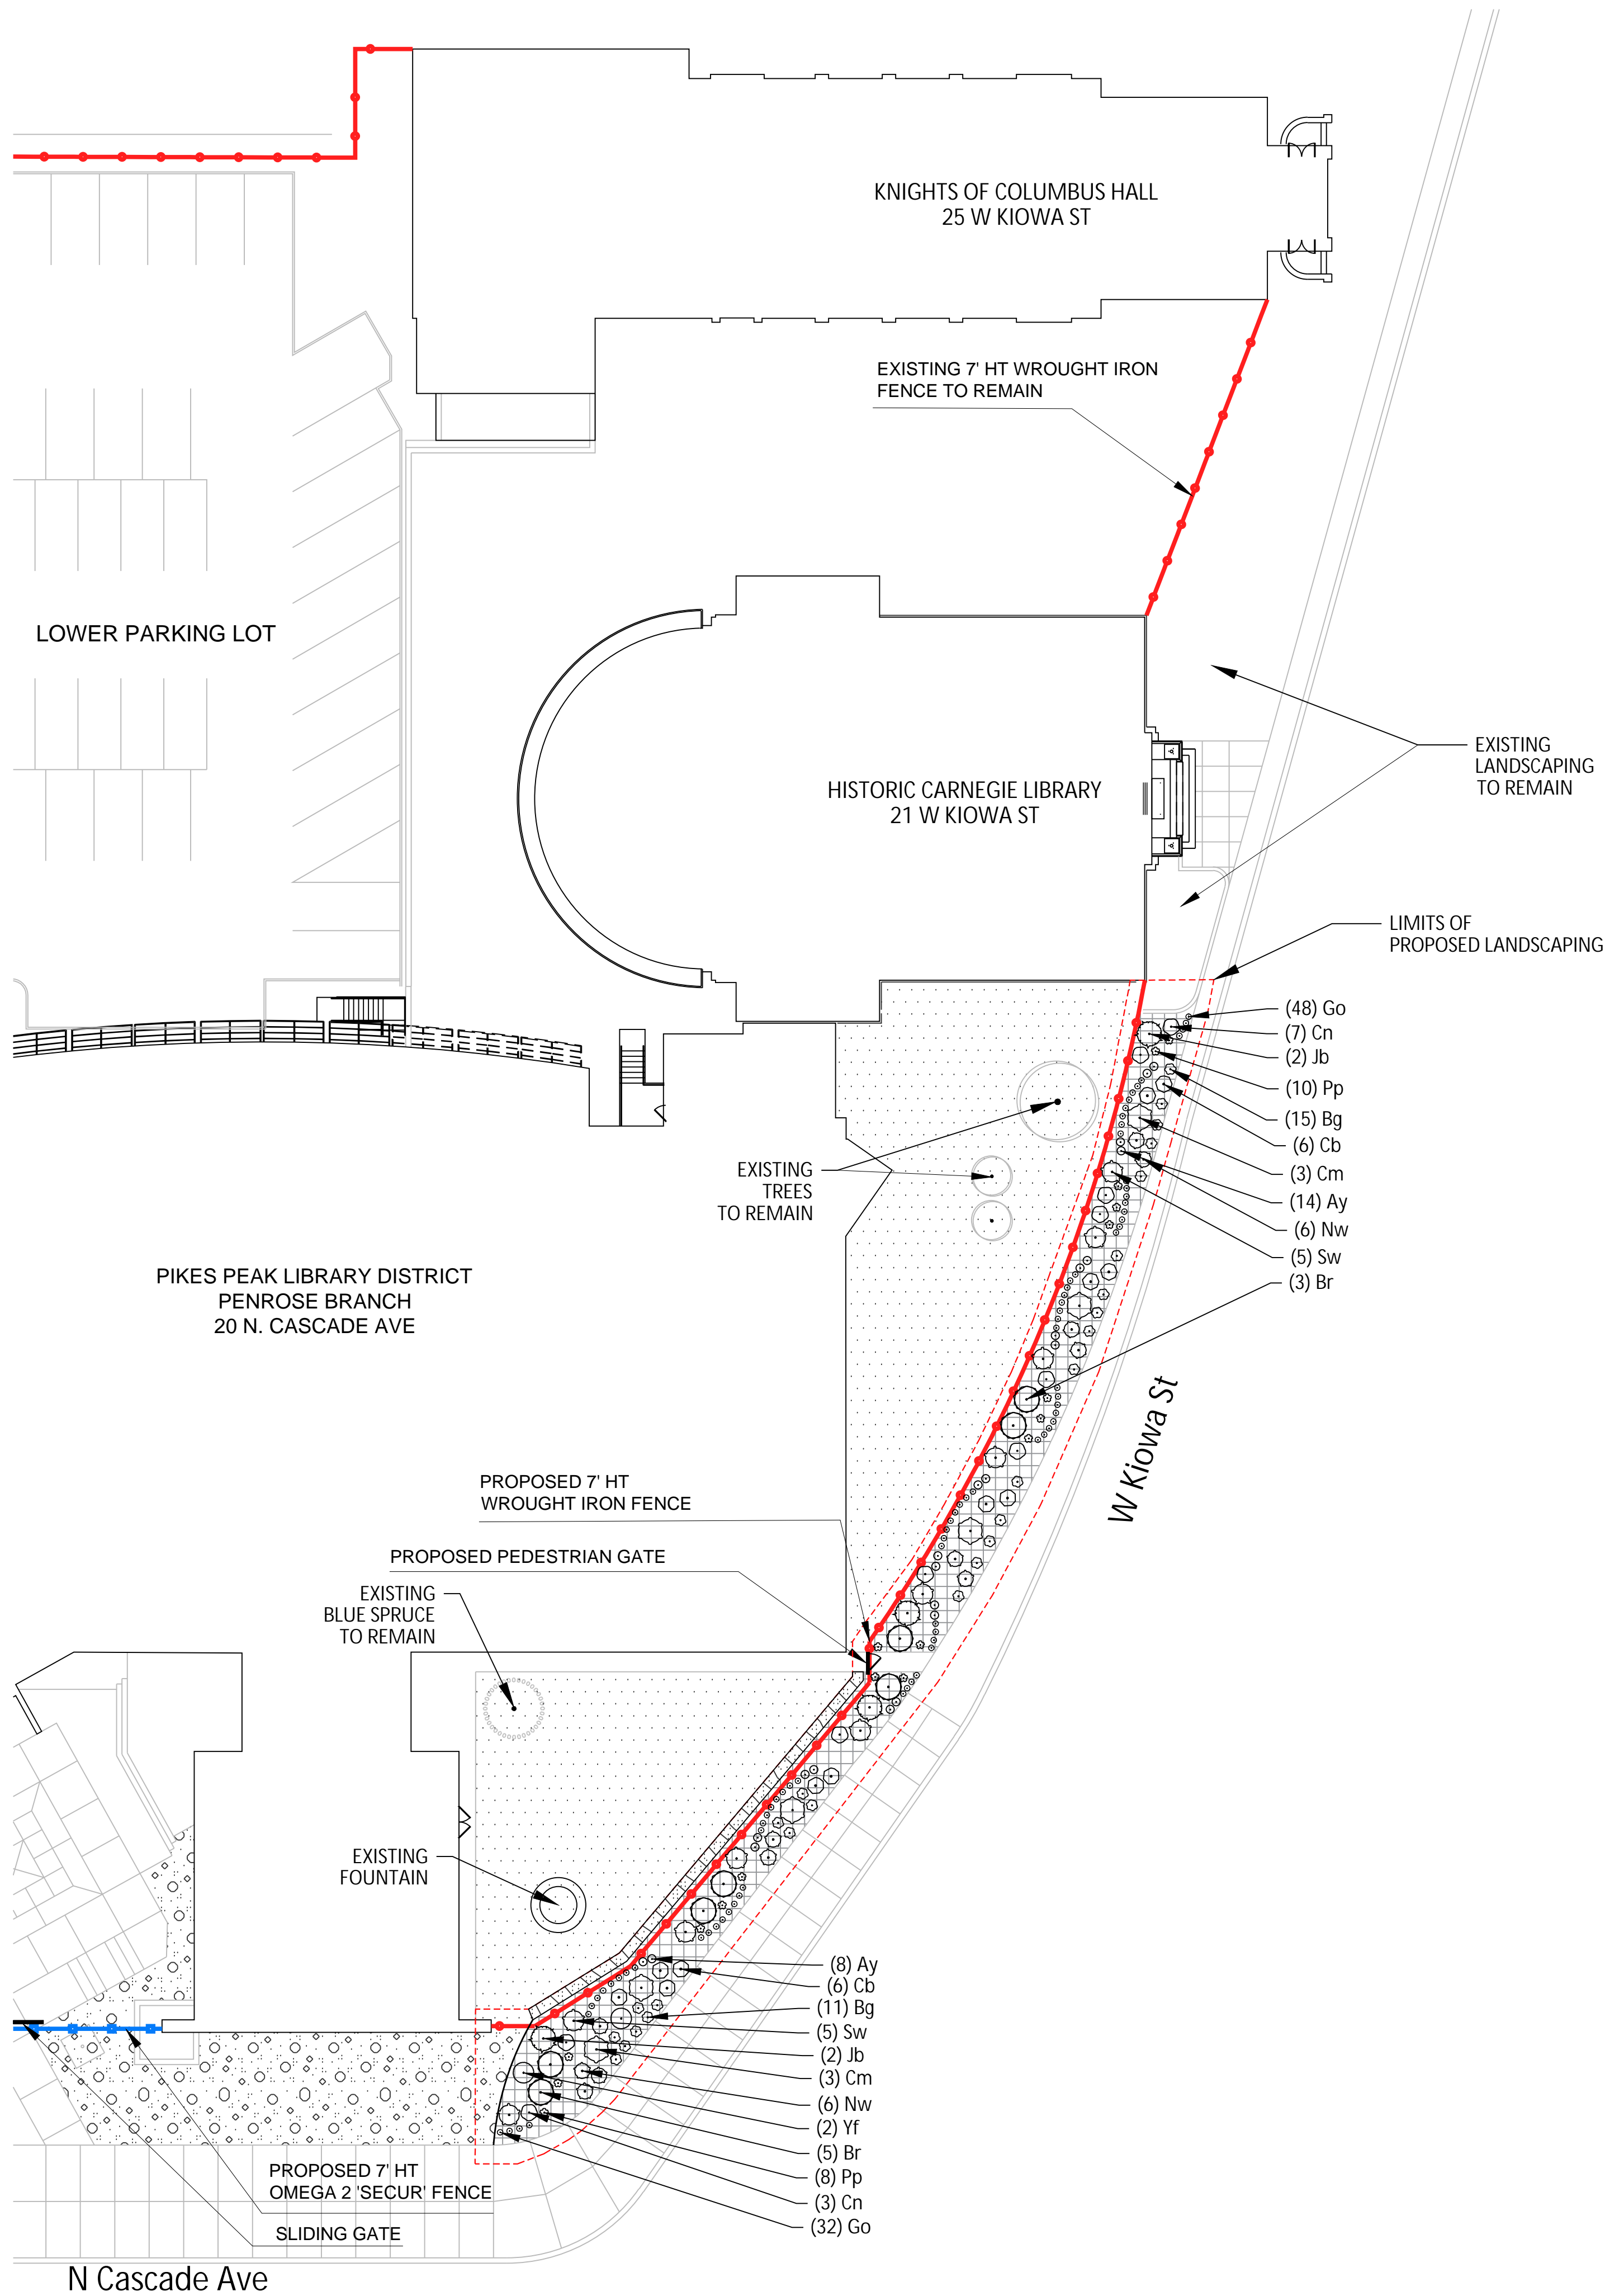 KNIGHTS OF COLUMBUS HALL
25 W KIOWA ST
EXISTING 7' HT WROUGHT IRON
FENCE TO REMAIN
LOWER PARKING LOT
EXISTING
LANDSCAPING
TO REMAIN
HISTORIC CARNEGIE LIBRARY
21 W KIOWA ST
LIMITS OF
PROPOSED LANDSCAPING
(48) Go
(7) Cn
(2) Jb
(10) Pp
(15) Bg
(6) Cb
(3) Cm
(14) Ay
(6) Nw
(5) Sw
(3) Br
EXISTING
TREES
TO REMAIN
PIKES PEAK LIBRARY DISTRICT
PENROSE BRANCH
20 N. CASCADE AVE
W Kiowa St
PROPOSED 7' HT
WROUGHT IRON FENCE
PROPOSED PEDESTRIAN GATE
EXISTING
BLUE SPRUCE
TO REMAIN
EXISTING
FOUNTAIN
(8) Ay
(6) Cb
(11) Bg
(5) Sw
(2) Jb
(3) Cm
(6) Nw
(2) Yf
(5) Br
(8) Pp
(3) Cn
(32) Go
PROPOSED 7' HT
OMEGA 2 'SECUR' FENCE
SLIDING GATE
N Cascade Ave